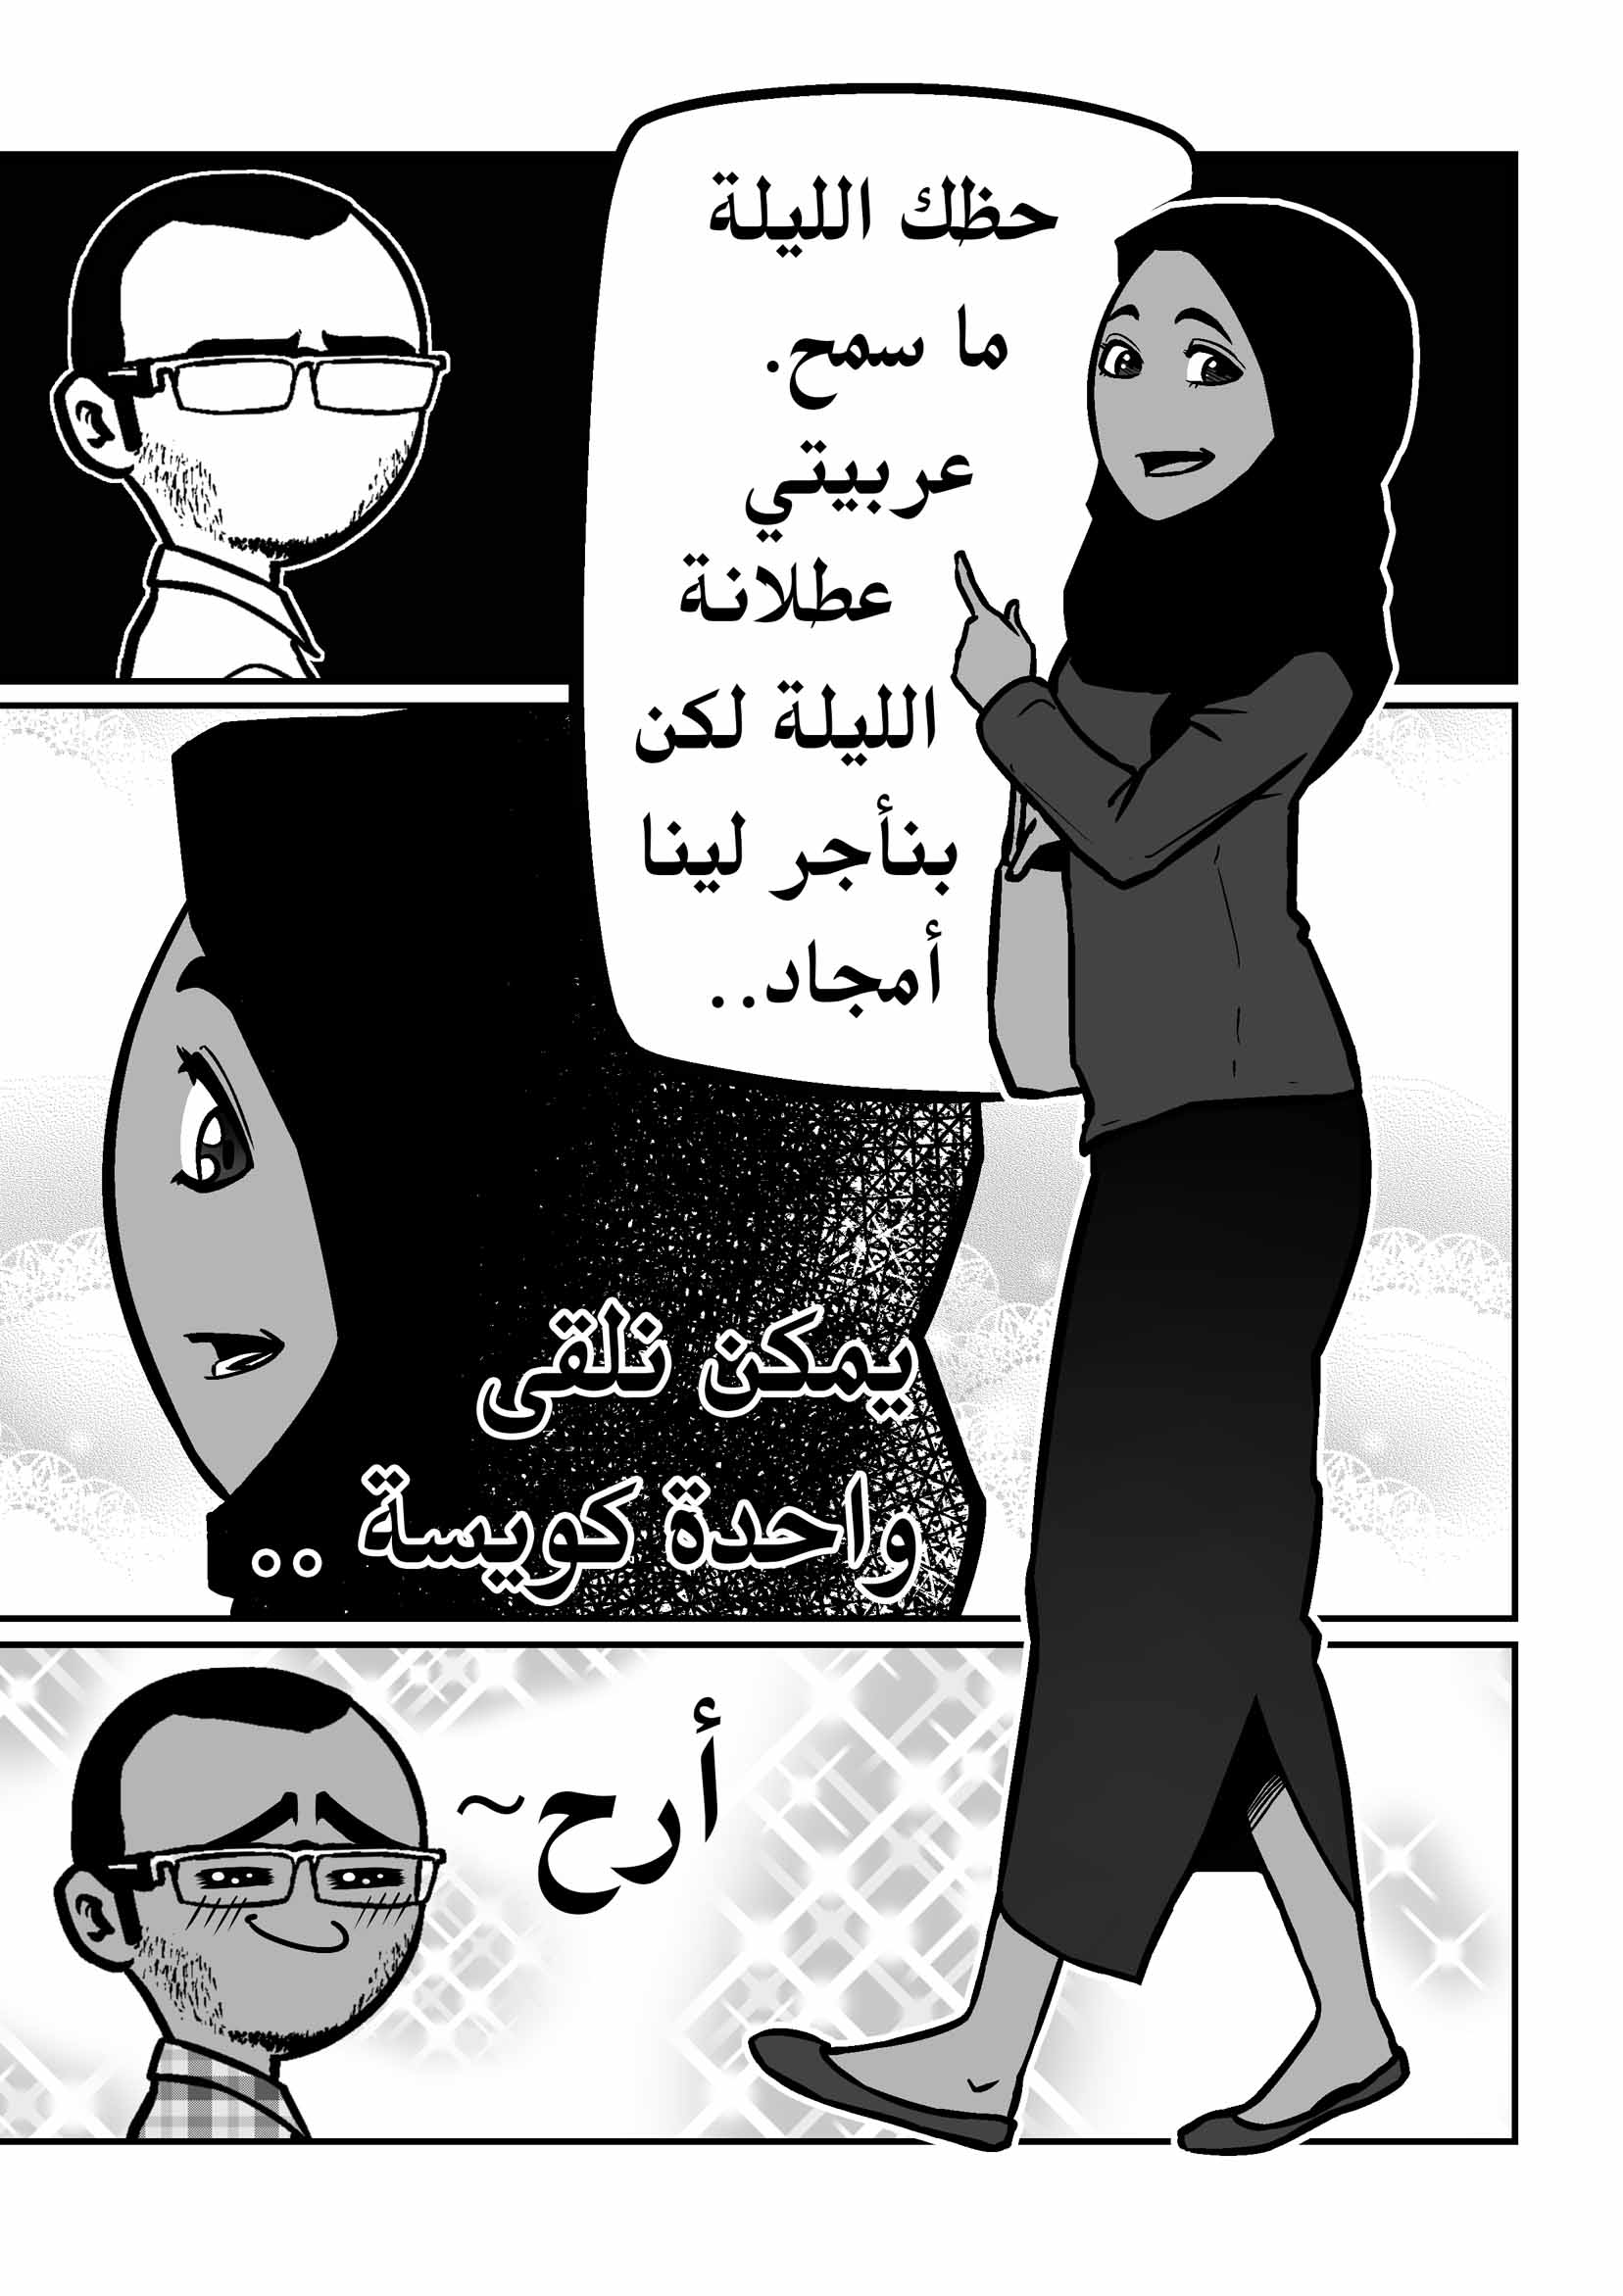 حظك الليلة
ما سمح.
عربيتي
عطلانة
الليلة لكن
بنأجر لينا
أمجاد..
يمكن نلقى
واحدة كويسة ..
أرح~